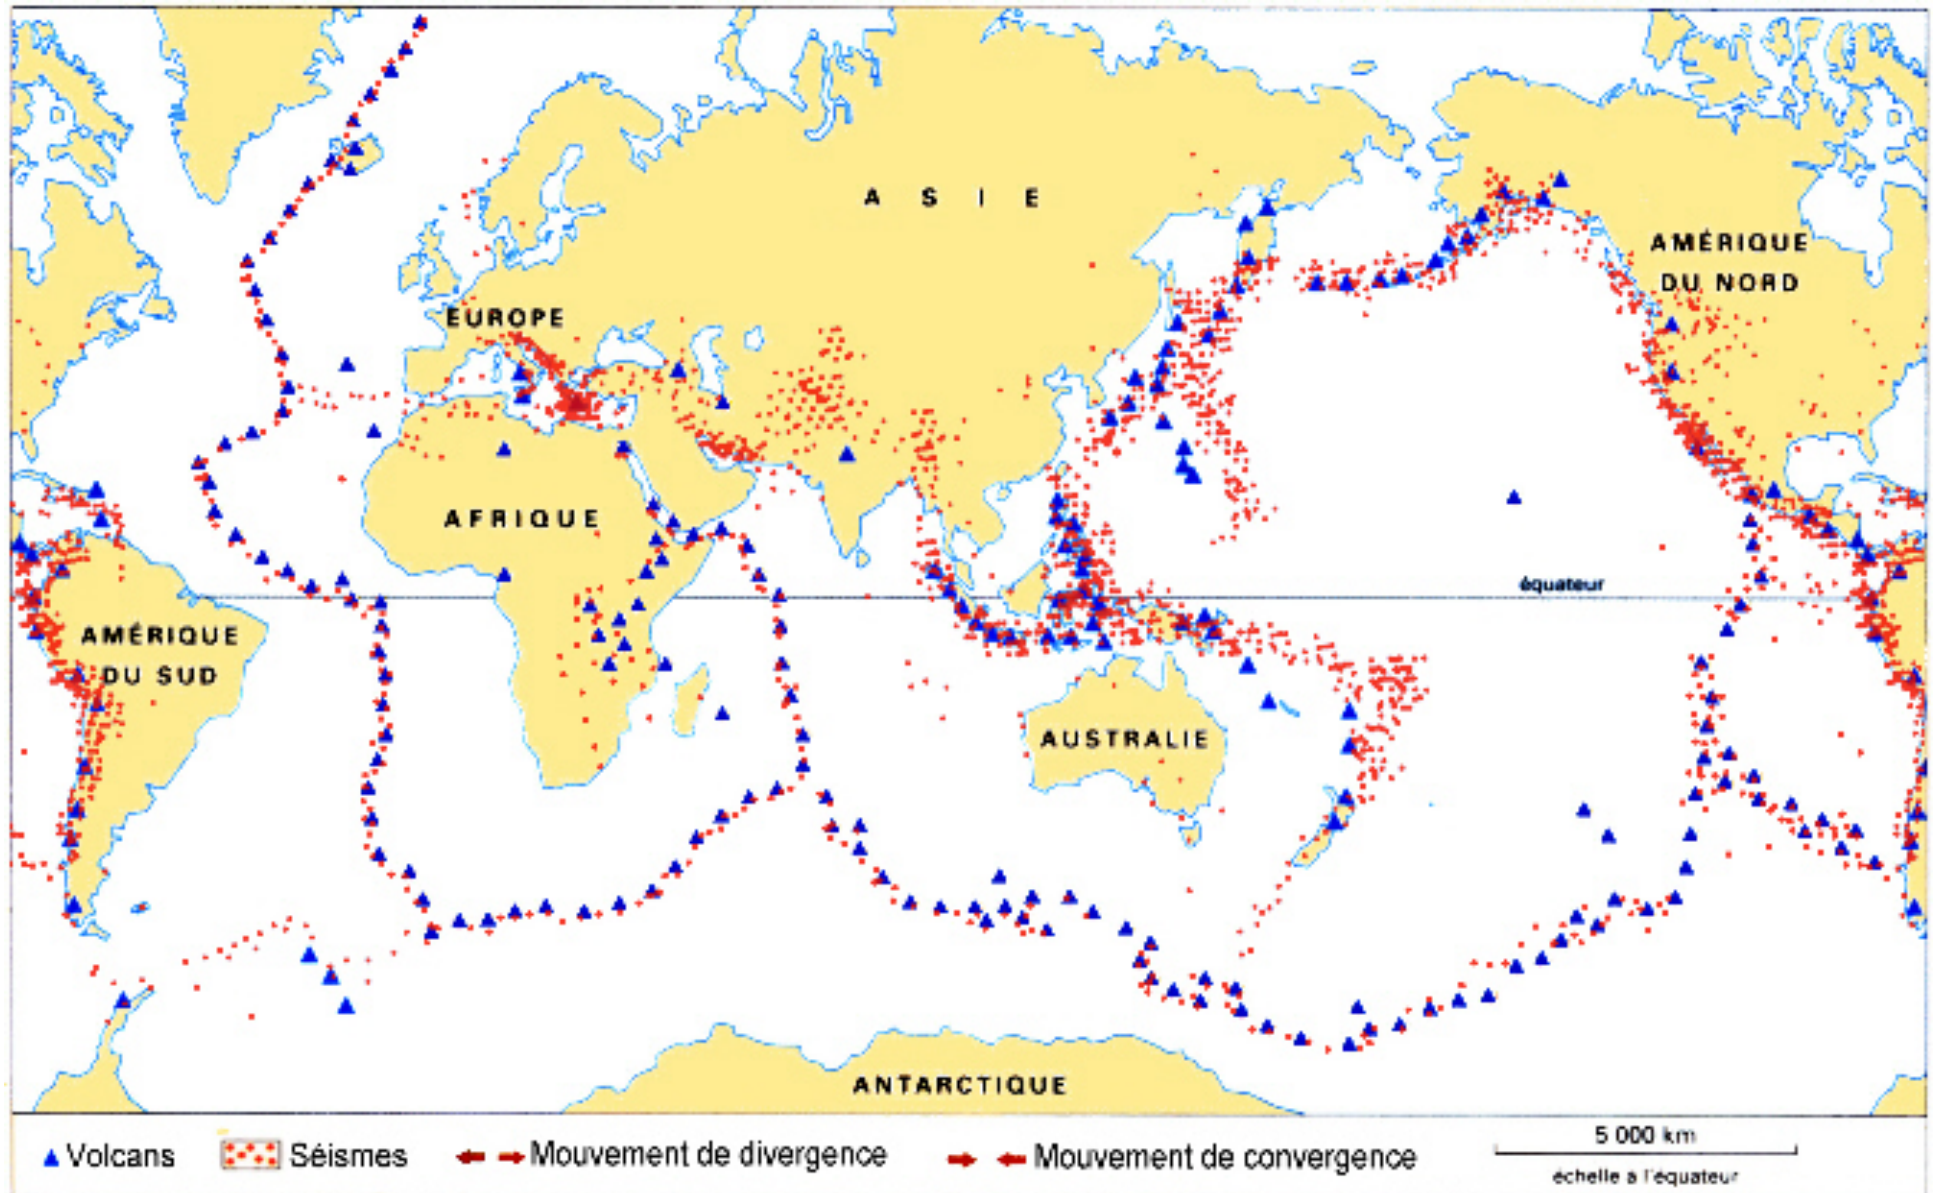 ASIE
AMÉRIQUE
DU NORD
EUROPE
AFRIQUE
équateur
AMÉRIQUE
DU SUD
AUSTRALIE
ANTARCTIQUE
Volcans
Séismes
Mouvement de divergence
Mouvement de convergence
5 000 km
échelle à l'équateur